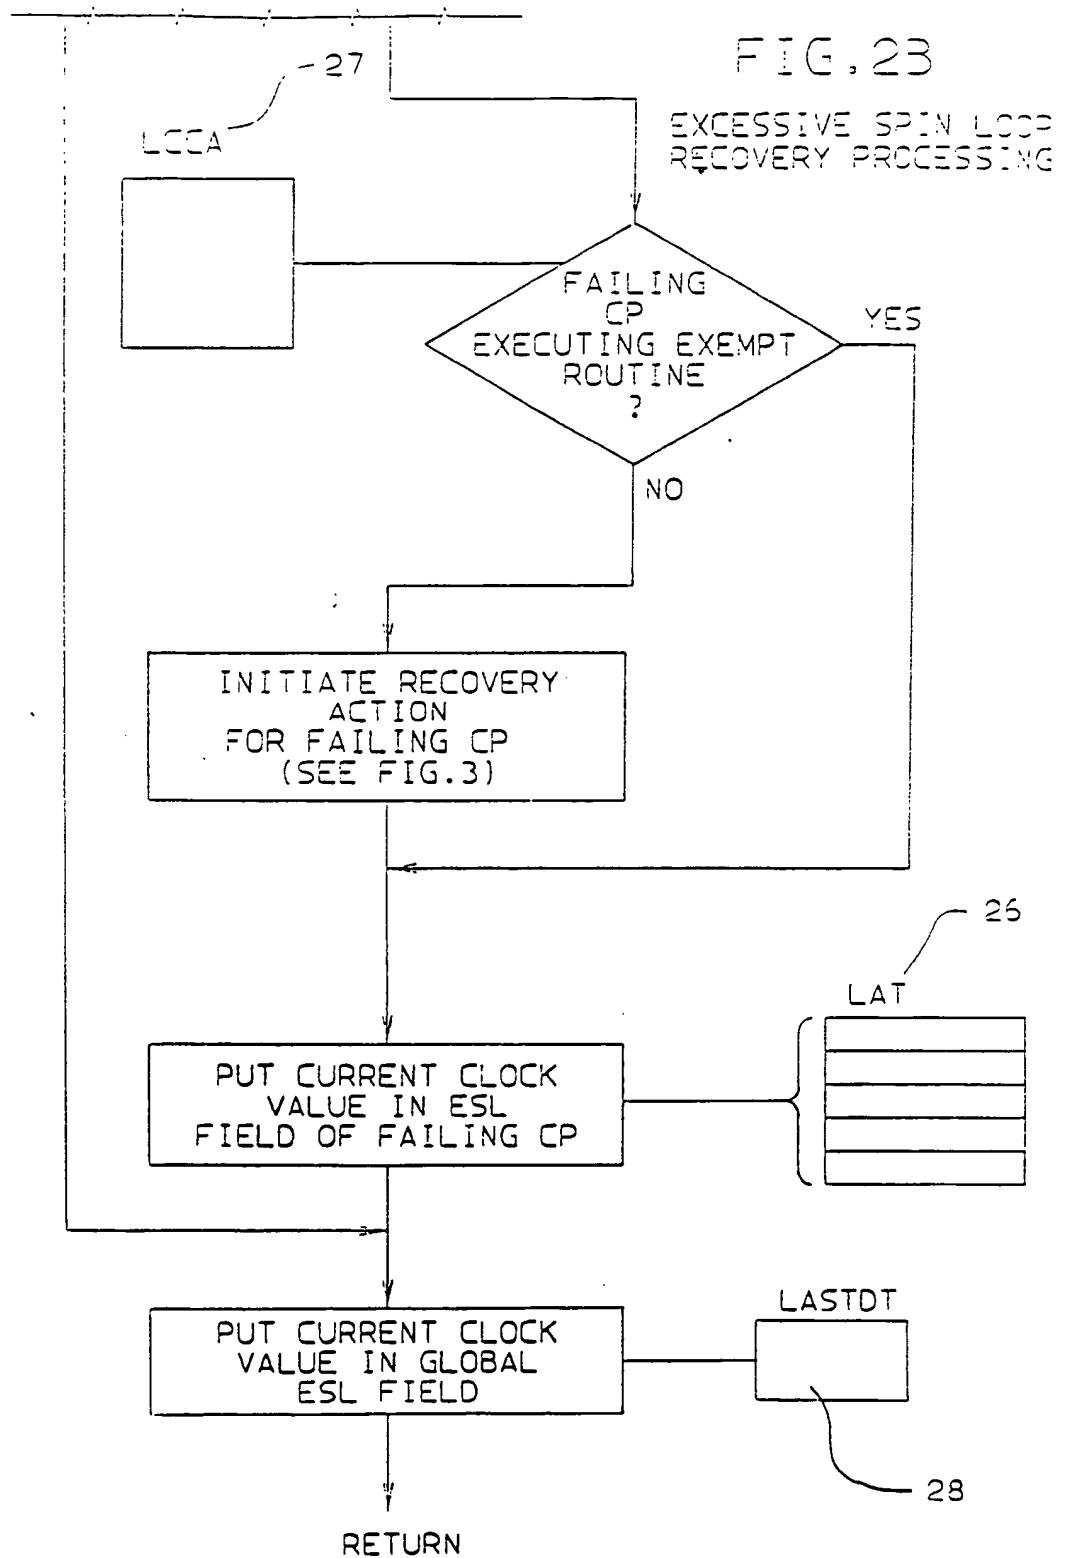 FIG.2B
27
EXCESSIVE SPIN LOOP
RECOVERY PROCESSING
LCCA
FAILING
CP
EXECUTING EXEMPT
ROUTINE
?
YES
NO
INITIATE RECOVERY
ACTION
FOR FAILING CP
(SEE FIG.3)
26
LAT
PUT CURRENT CLOCK
VALUE IN ESL
FIELD OF FAILING CP
LASTDT
PUT CURRENT CLOCK
VALUE IN GLOBAL
ESL FIELD
28
RETURN